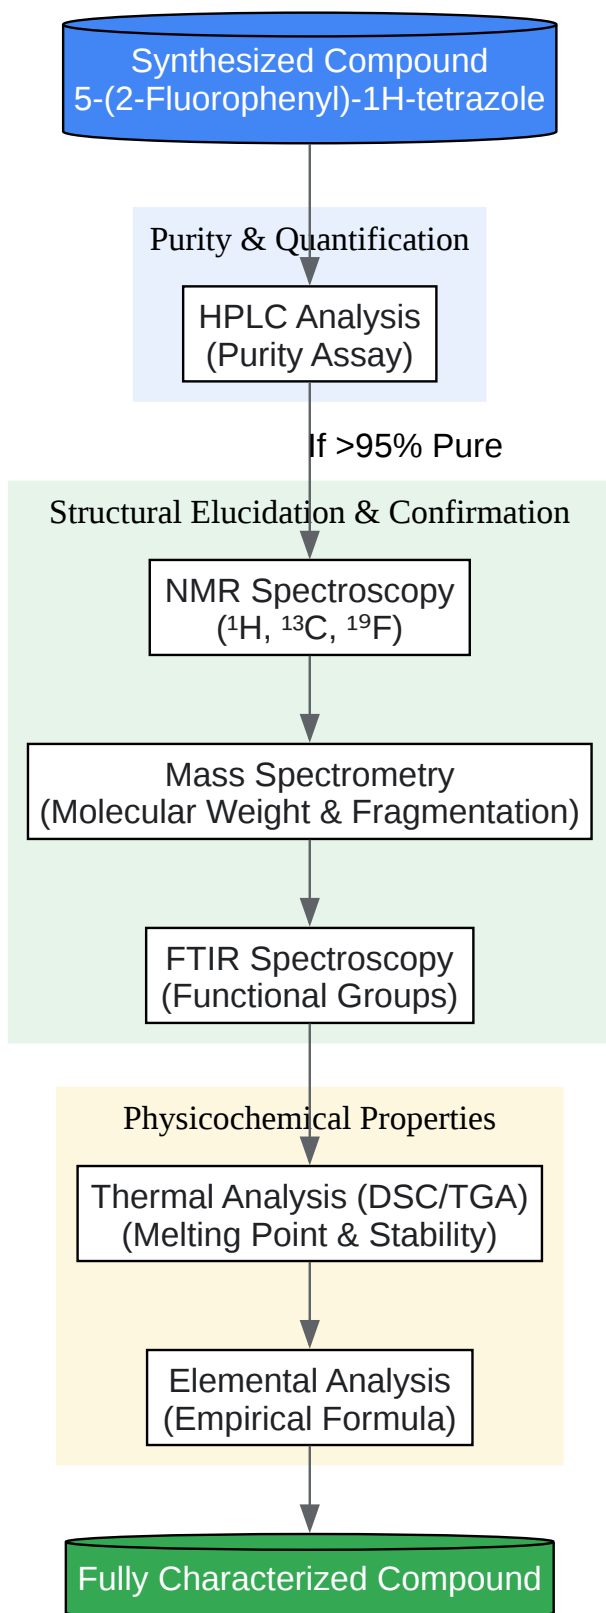 Synthesized Compound
5-(2-Fluorophenyl)-1H-tetrazole
Purity & Quantification
HPLC Analysis
(Purity Assay)
If >95% Pure
Structural Elucidation & Confirmation
NMR Spectroscopy
(¹H, ¹³C, ¹⁹F)
Mass Spectrometry
(Molecular Weight & Fragmentation)
FTIR Spectroscopy
(Functional Groups)
Physicochemical Properties
Thermal Analysis (DSC/TGA)
(Melting Point & Stability)
Elemental Analysis
(Empirical Formula)
Fully Characterized Compound